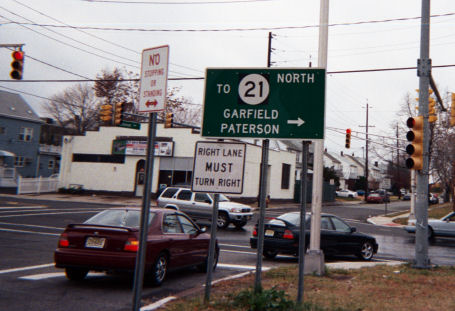 NO
STOPPING
OR
STANDING
TO 21 NORTH
GARFIELD
PATERSON
RIGHT LANE
MUST
TURN RIGHT